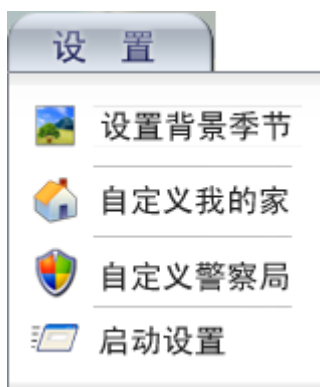 设 置
设置背景季节
自定义我的家
自定义警察局
启动设置